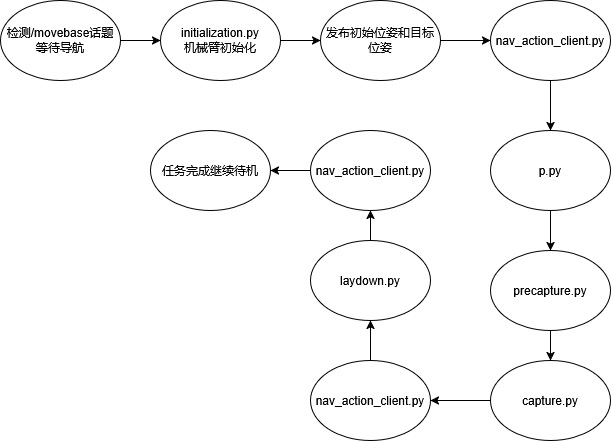 检测/movebase话题
等待导航
initialization.py
机械臂初始化
发布初始位姿和目标
位姿
nav_action_client.py
p.py
precapture.py
capture.py
nav_action_client.py
laydown.py
nav_action_client.py
任务完成继续待机